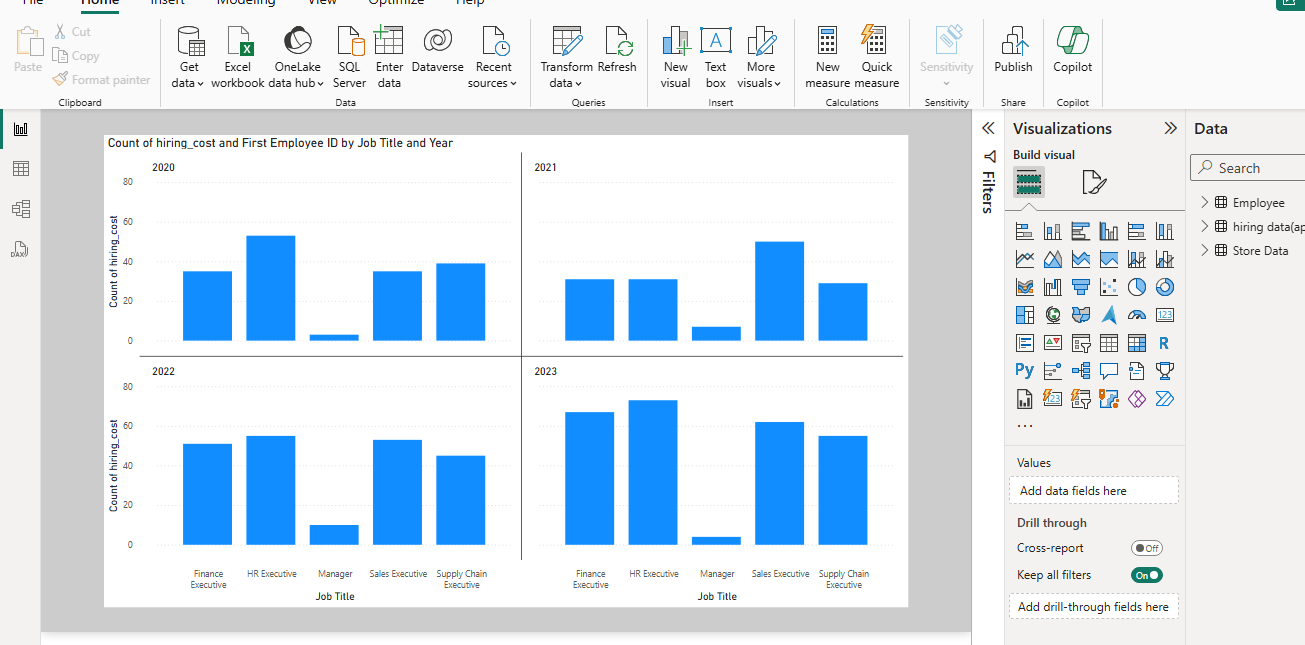 File Home Insert Modeling View Optimize Help
Paste
Cut
Copy
Format painter
Clipboard
Get data
Excel workbook
OneLake data hub
SQL Server
Enter data
Dataverse
Recent sources
Data
Transform data
Refresh
Queries
New visual
Text box
More visuals
Insert
New measure
Quick measure
Calculations
Sensitivity
Sensitivity
Publish
Share
Copilot
Copilot
DAX
Count of hiring_cost and First Employee ID by Job Title and Year
2020
80
60
40
20
0
Count of hiring_cost
2021
2022
80
60
40
20
0
Count of hiring_cost
Finance Executive
HR Executive
Manager
Sales Executive
Supply Chain Executive
Job Title
2023
Finance Executive
HR Executive
Manager
Sales Executive
Supply Chain Executive
Job Title
Filters
Visualizations
Build visual
123
R
Py
123
...
Values
Add data fields here
Drill through
Cross-report
Off
Keep all filters
On
Add drill-through fields here
Data
Search
Employee
hiring data(ap
Store Data